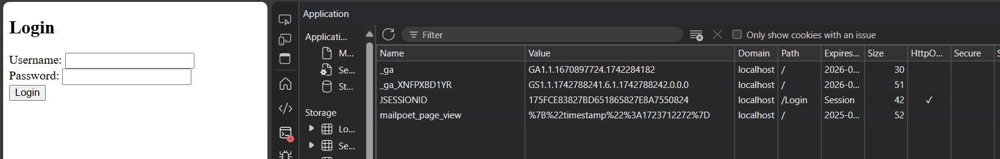 Login
Username:
Password:
Login
Application
Applicati...
M...
Se...
St...
Storage
Lo...
Se...
Filter
Only show cookies with an issue
Name Value Domain Path Expires... Size HttpO... Secure S
_ga GA1.1.1670897724.1742284182 localhost / 2026-0... 30
_ga_XNFPXBD1YR GS1.1.1742788241.6.1.1742788242.0.0.0 localhost / 2026-0... 51
JSESSIONID 175FCE83827BD651865827E8A7550824 localhost /Login Session 42 ✓
mailpoet_page_view %7B%22timestamp%22%3A1723712272%7D localhost / 2025-0... 52